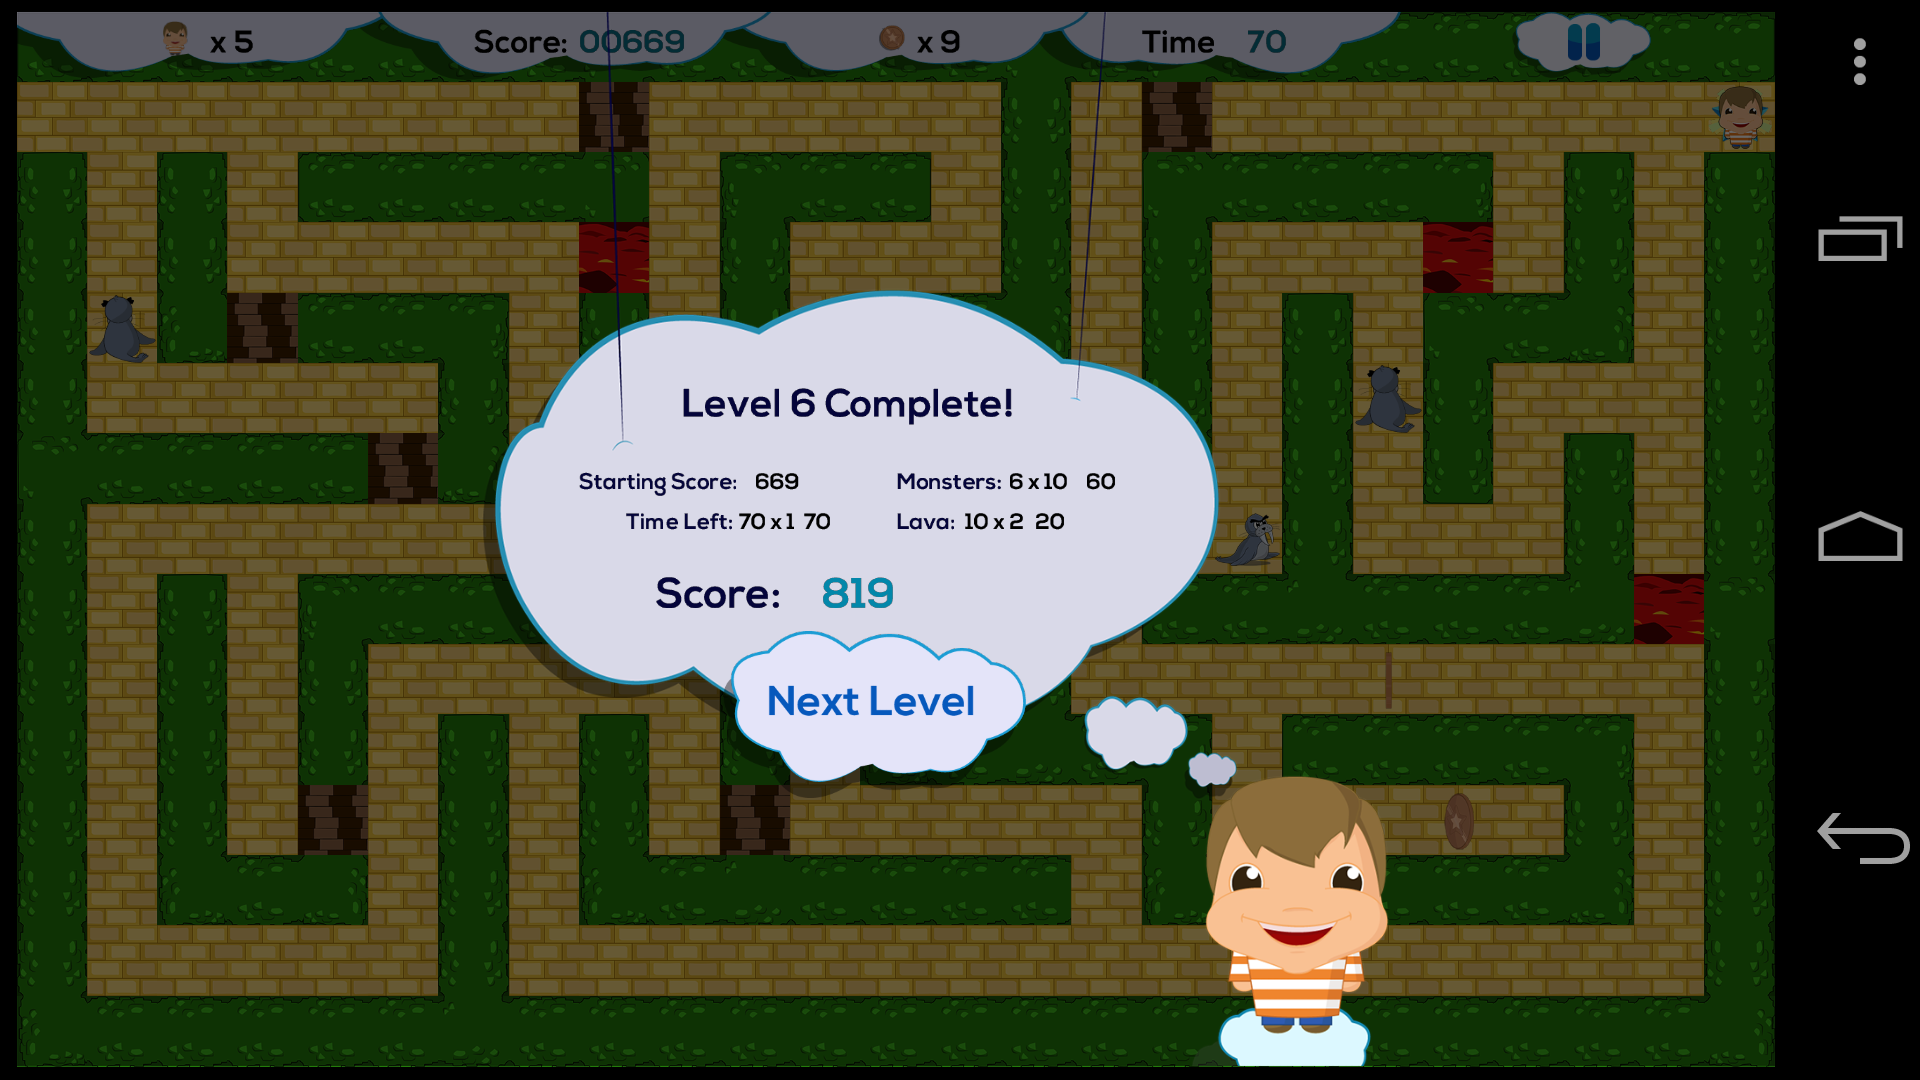 x 5 Score: 00669 x 9 Time 70
Level 6 Complete!
Starting Score: 669 Monsters: 6 x 10 60
Time Left: 70 x 1 70 Lava: 10 x 2 20
Score: 819
Next Level